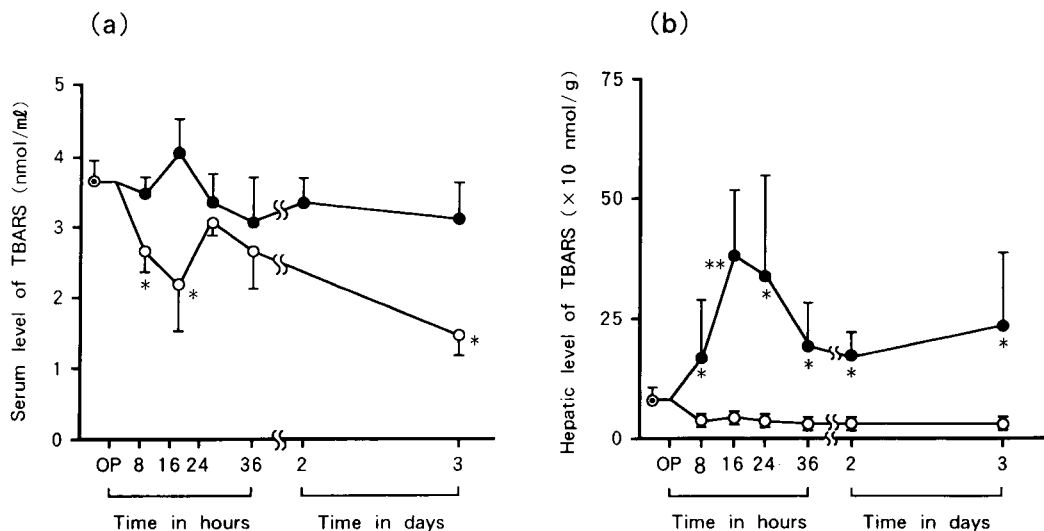 (a)
Serum level of TBARS (nmol/mℓ)
5
4
3
2
1
0
*
*
*
OP 8 16 24 36 2 3
Time in hours Time in days
(b)
Hepatic level of TBARS (×10 nmol/g)
75
50
25
0
**
*
*
*
*
*
OP 8 16 24 36 2 3
Time in hours Time in days